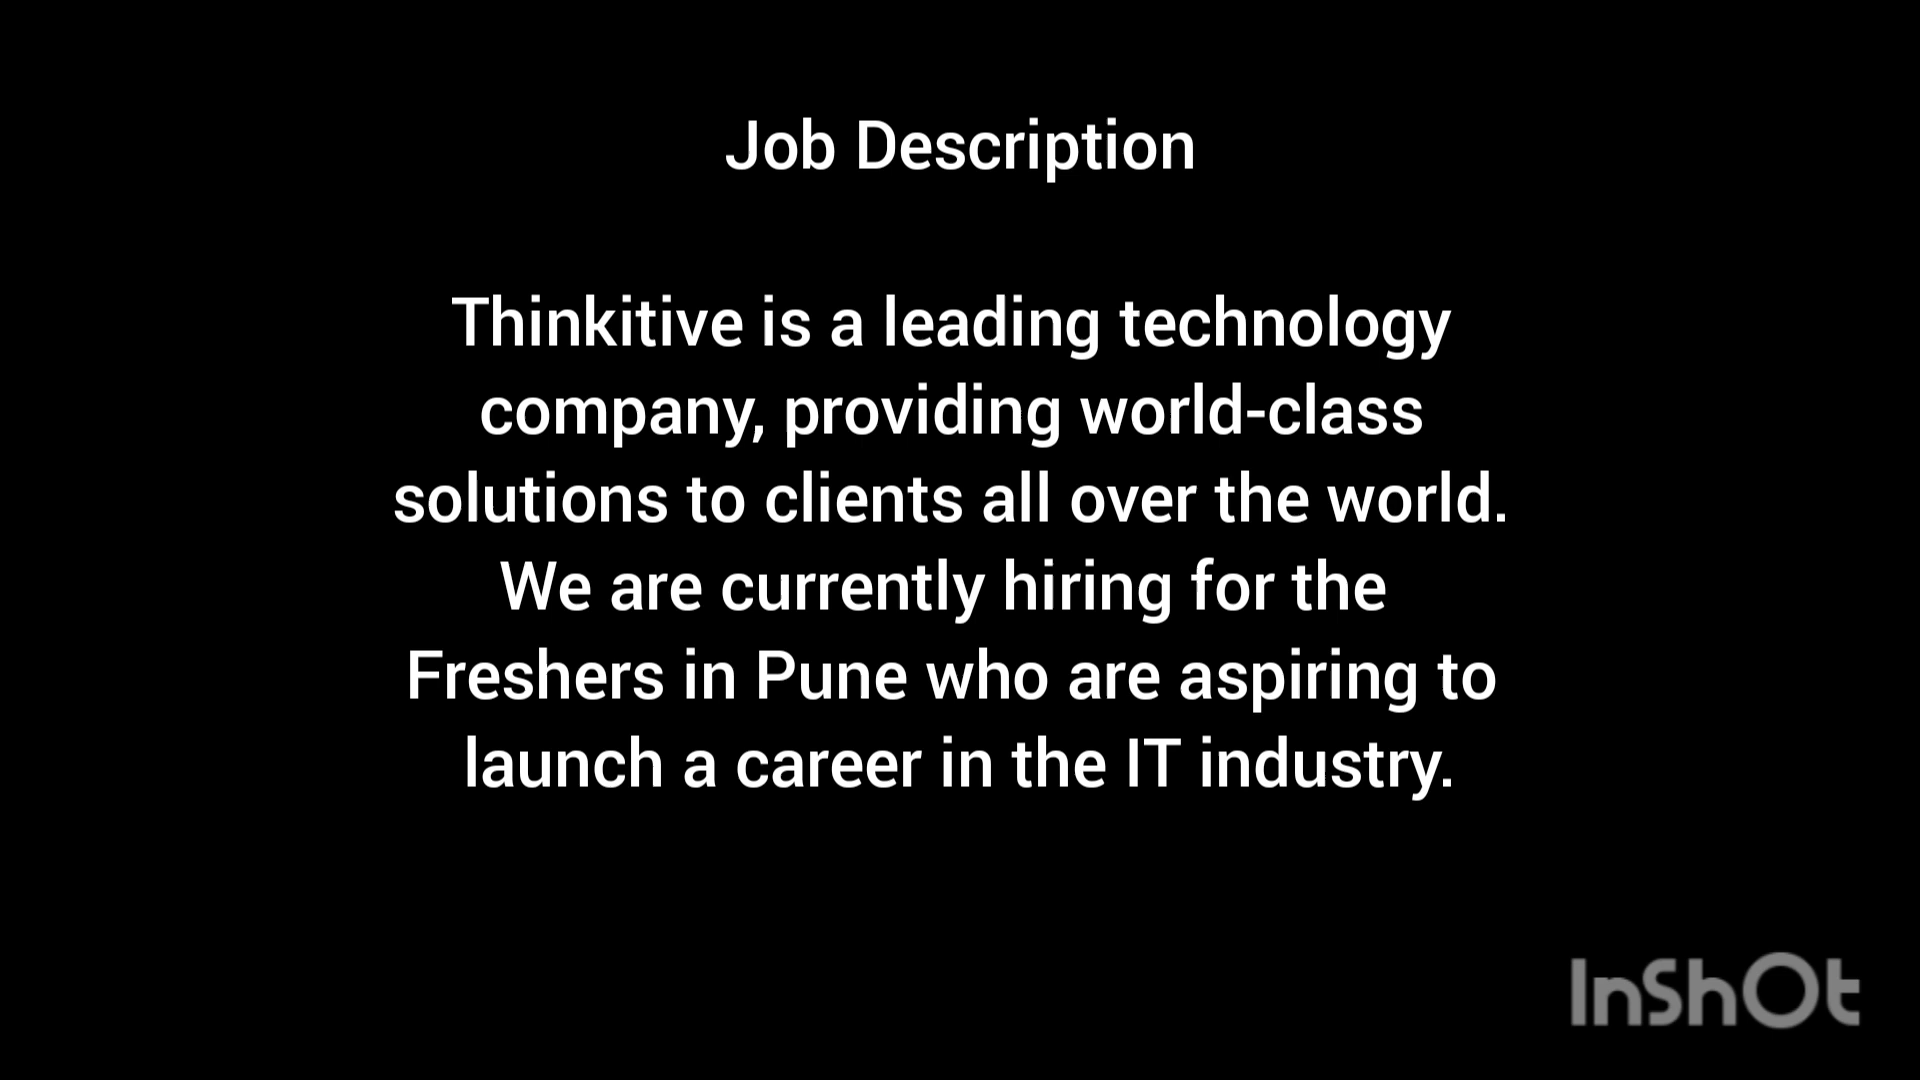 Job Description
Thinkitive is a leading technology
company, providing world-class
solutions to clients all over the world.
We are currently hiring for the
Freshers in Pune who are aspiring to
launch a career in the IT industry.
InShOt